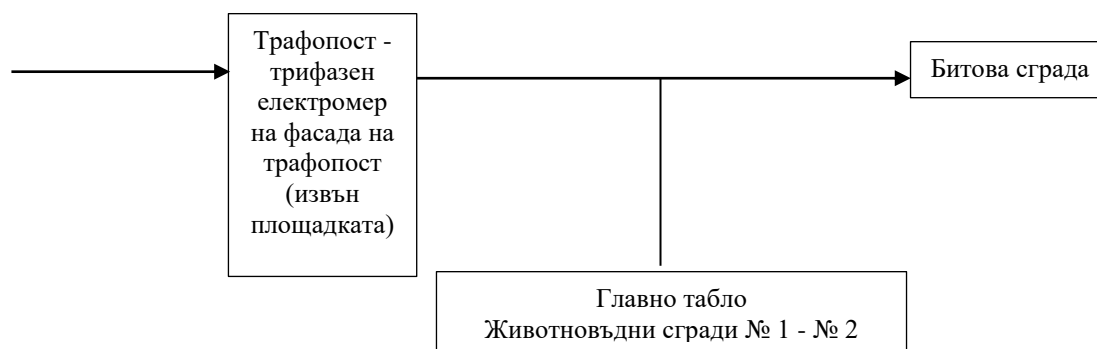 Трафопост -
трифазен
електромер
на фасада на
трафопост
(извън
площадката)
Битова сграда
Главно табло
Животновъдни сгради № 1 - № 2